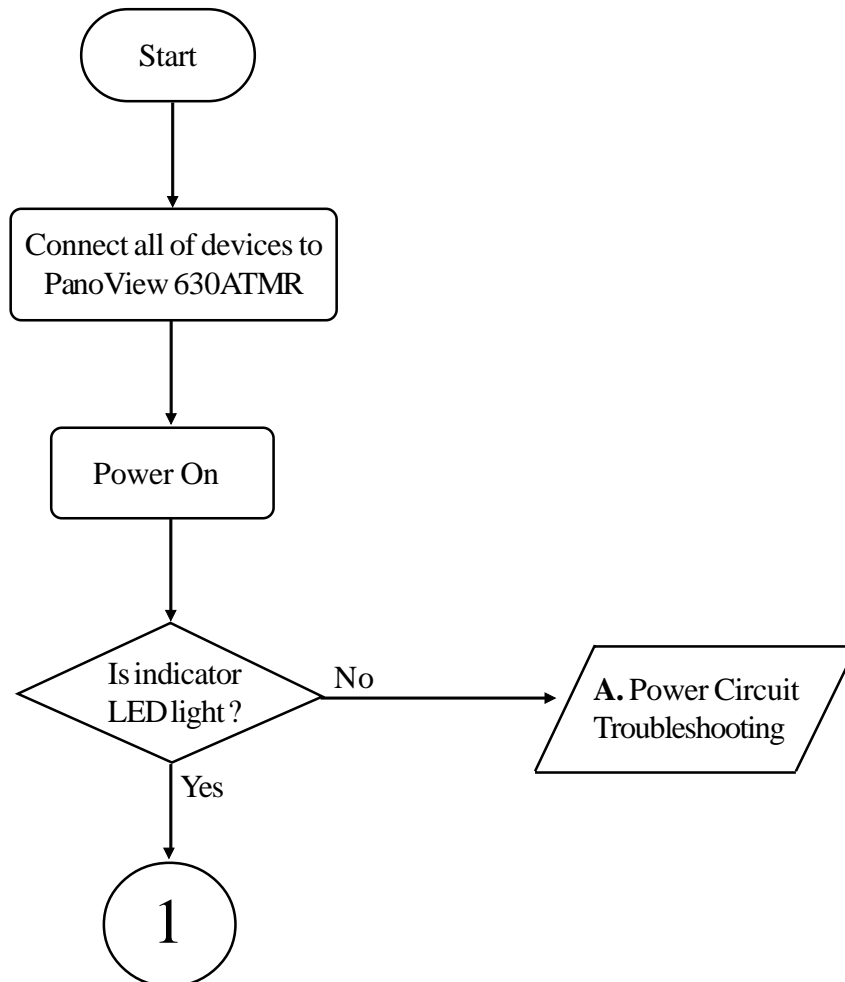 Start
Connect all of devices to
PanoView 630ATMR
Power On
Is indicator
LED light ?
No
A. Power Circuit
Troubleshooting
Yes
1